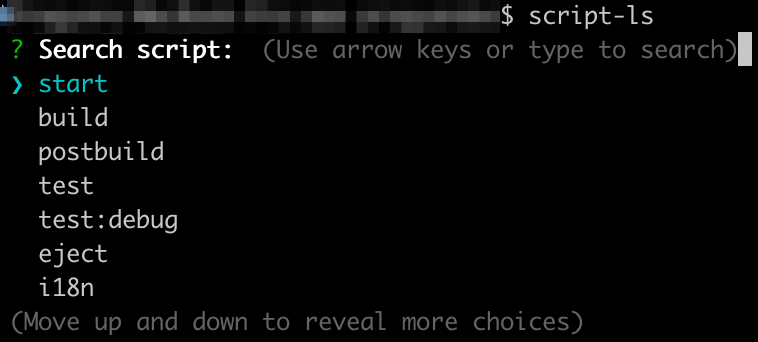 $ script-ls
? Search script: (Use arrow keys or type to search)
❯ start
build
postbuild
test
test:debug
eject
i18n
(Move up and down to reveal more choices)